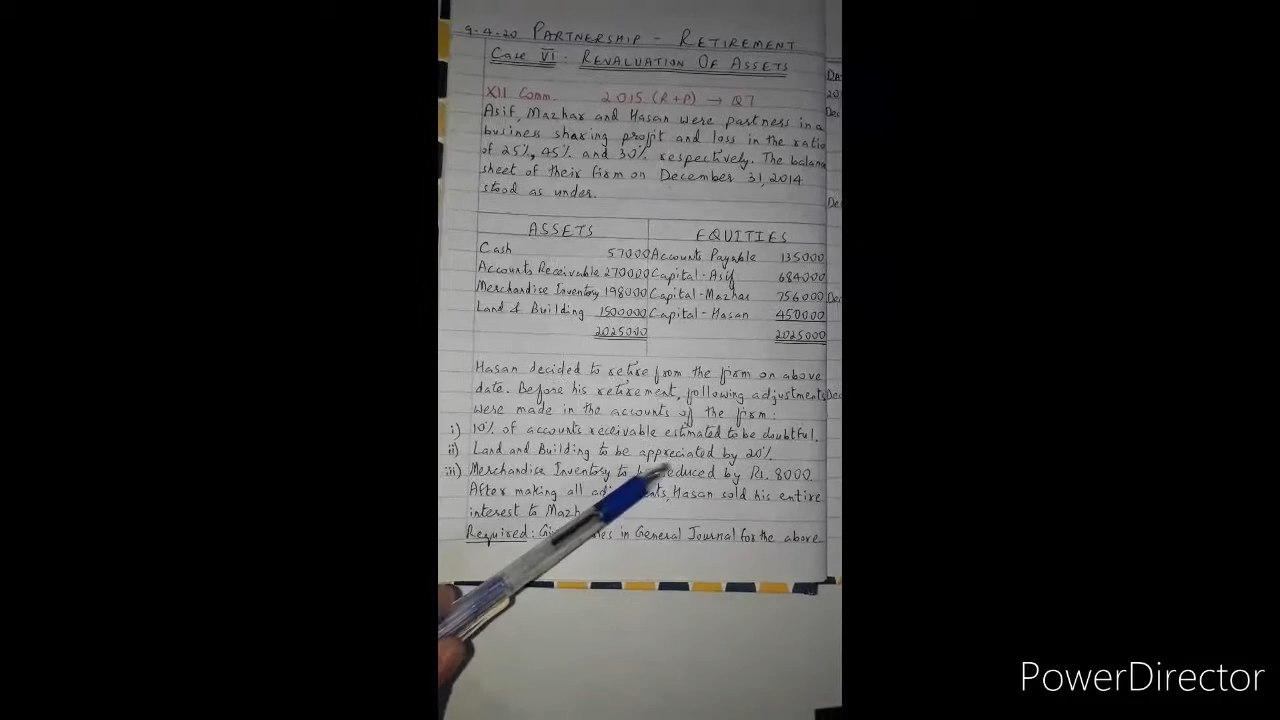 9-4-20 PARTNERSHIP - RETIREMENT
Case VI : REVALUATION OF ASSETS
XII Comm. 2015 (R+P) → Q7
Asif, Mazhar and Hasan were partners in a
business sharing profit and loss in the ratio
of 25%, 45% and 30% respectively. The balance
sheet of their firm on December 31, 2014
stood as under.
ASSETS EQUITIES
Cash 57000 Accounts Payable 135000
Accounts Receivable 270000 Capital-Asif 684000
Merchandise Inventory 198000 Capital-Mazhar 756000
Land & Building 1500000 Capital-Hasan 450000
2025000 2025000
Hasan decided to retire from the firm on above
date. Before his retirement, following adjustments
were made in the accounts of the firm:
i) 10% of accounts receivable estimated to be doubtful.
ii) Land and Building to be appreciated by 20%.
iii) Merchandise Inventory to be reduced by Rs. 8000.
After making all Hasan sold his entire
interest to
Required: in General Journal for the above
PowerDirector